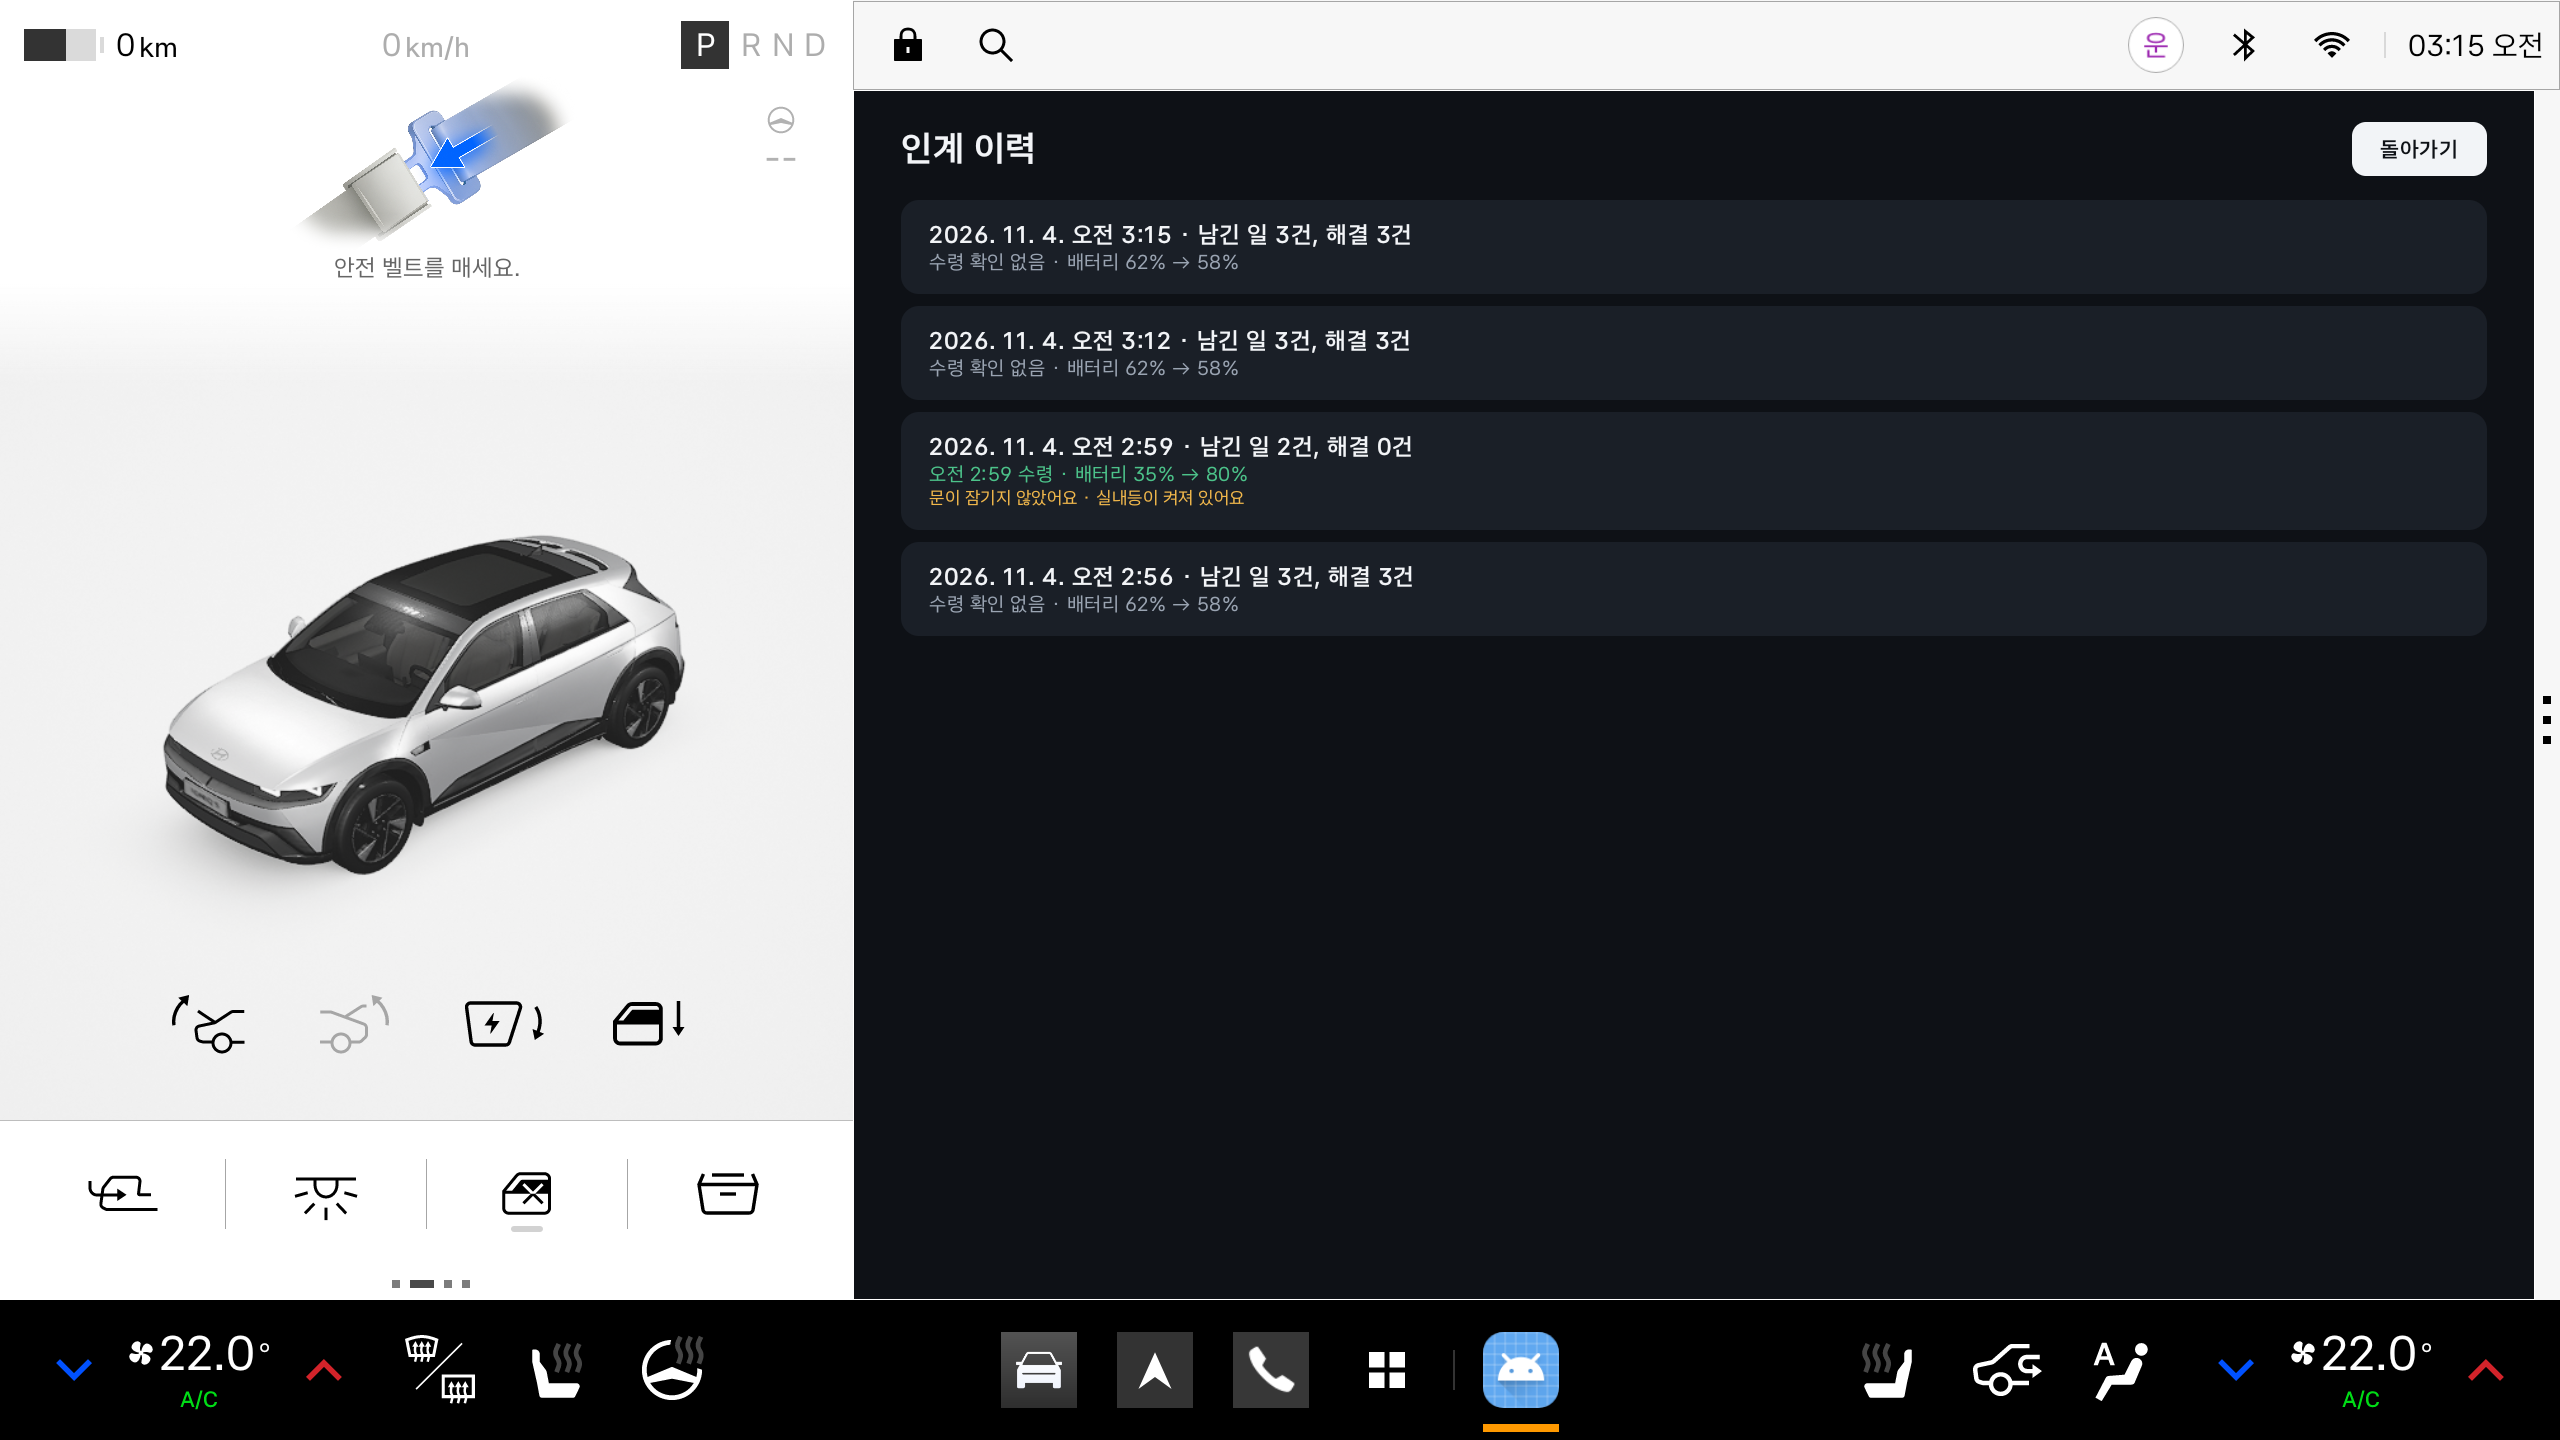 0 km
0 km/h
P R N D
운
03:15 오전
안전 벨트를 매세요.
인계 이력
돌아가기
2026. 11. 4. 오전 3:15 · 남긴 일 3건, 해결 3건
수령 확인 없음 · 배터리 62% → 58%
2026. 11. 4. 오전 3:12 · 남긴 일 3건, 해결 3건
수령 확인 없음 · 배터리 62% → 58%
2026. 11. 4. 오전 2:59 · 남긴 일 2건, 해결 0건
오전 2:59 수령 · 배터리 35% → 80%
문이 잠기지 않았어요 · 실내등이 켜져 있어요
2026. 11. 4. 오전 2:56 · 남긴 일 3건, 해결 3건
수령 확인 없음 · 배터리 62% → 58%
22.0°
A/C
A
22.0°
A/C